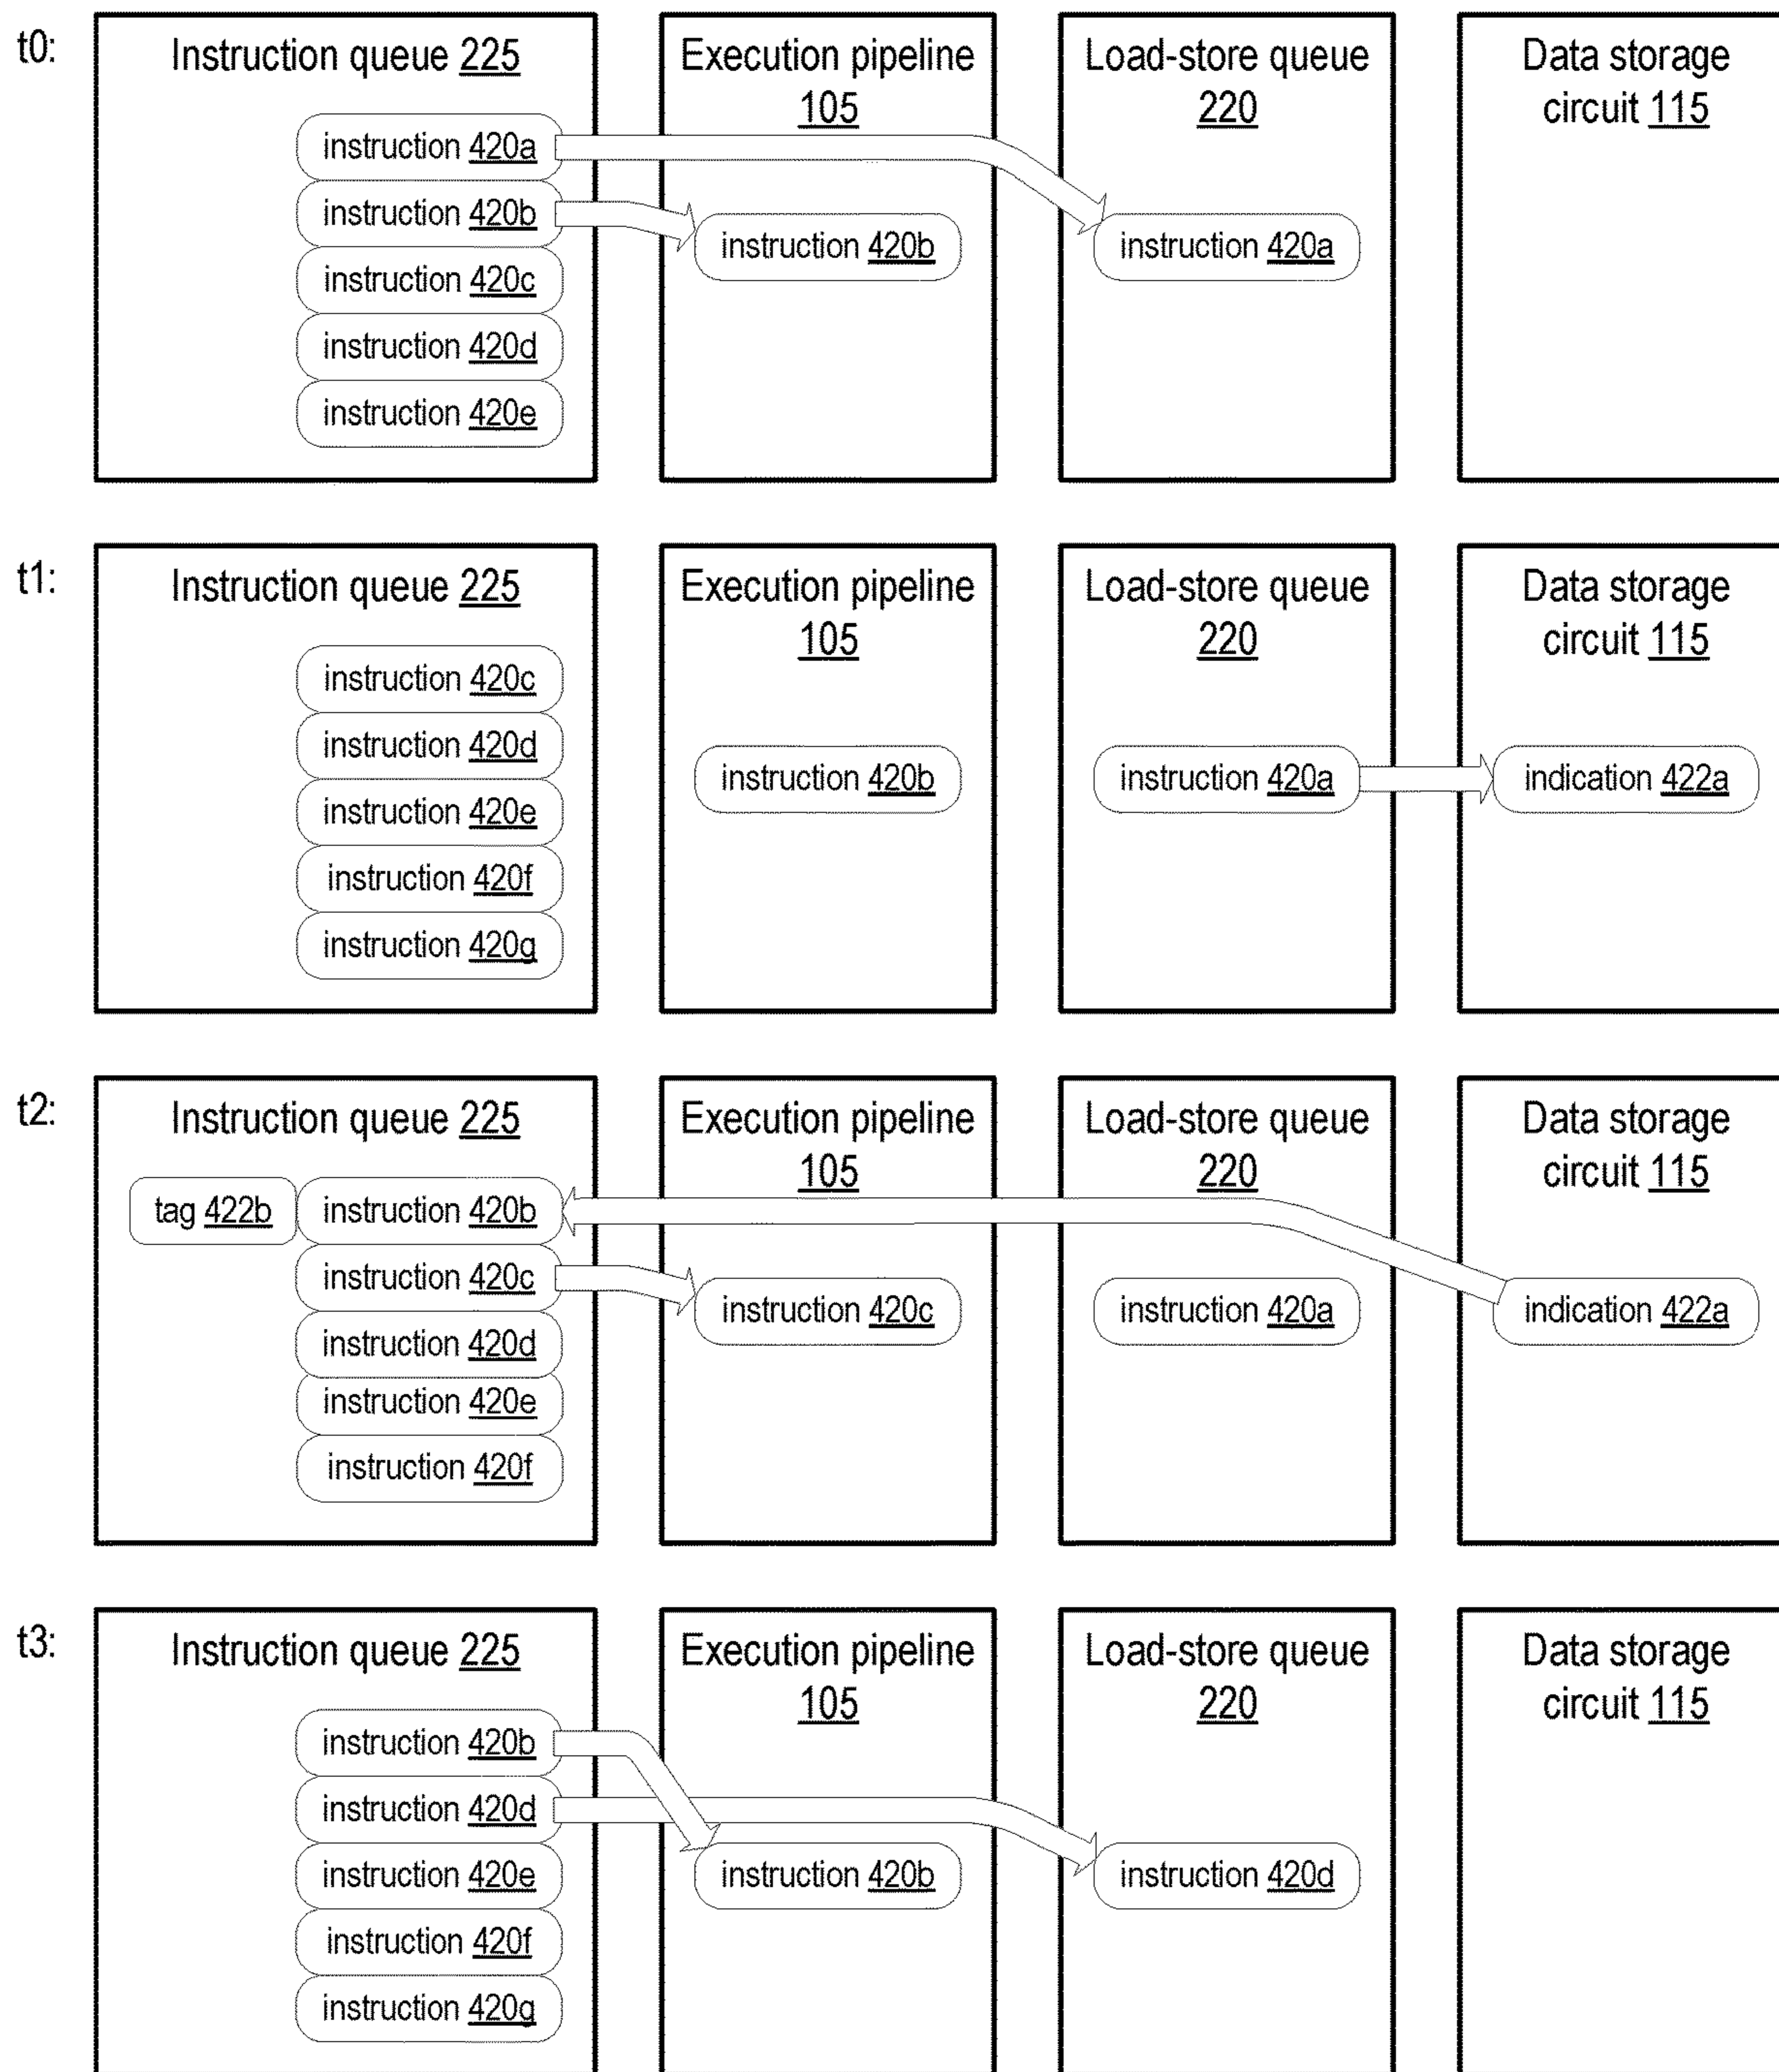 t0:
Instruction queue 225
instruction 420a
instruction 420b
instruction 420c
instruction 420d
instruction 420e
Execution pipeline
105
instruction 420b
Load-store queue
220
instruction 420a
Data storage
circuit 115
t1:
Instruction queue 225
instruction 420c
instruction 420d
instruction 420e
instruction 420f
instruction 420g
Execution pipeline
105
instruction 420b
Load-store queue
220
instruction 420a
Data storage
circuit 115
indication 422a
t2:
Instruction queue 225
tag 422b
instruction 420b
instruction 420c
instruction 420d
instruction 420e
instruction 420f
Execution pipeline
105
instruction 420c
Load-store queue
220
instruction 420a
Data storage
circuit 115
indication 422a
t3:
Instruction queue 225
instruction 420b
instruction 420d
instruction 420e
instruction 420f
instruction 420g
Execution pipeline
105
instruction 420b
Load-store queue
220
instruction 420d
Data storage
circuit 115